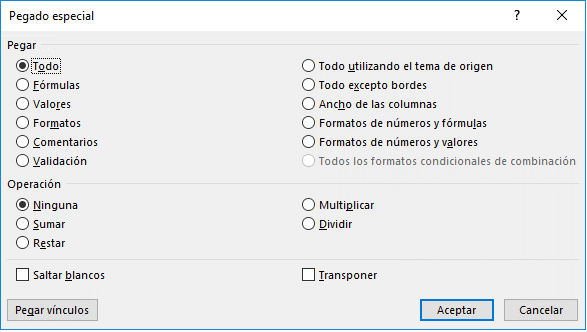 Pegado especial ?
Pegar
Todo
Fórmulas
Valores
Formatos
Comentarios
Validación
Todo utilizando el tema de origen
Todo excepto bordes
Ancho de las columnas
Formatos de números y fórmulas
Formatos de números y valores
Todos los formatos condicionales de combinación
Operación
Ninguna
Sumar
Restar
Multiplicar
Dividir
Saltar blancos
Transponer
Pegar vínculos
Aceptar
Cancelar